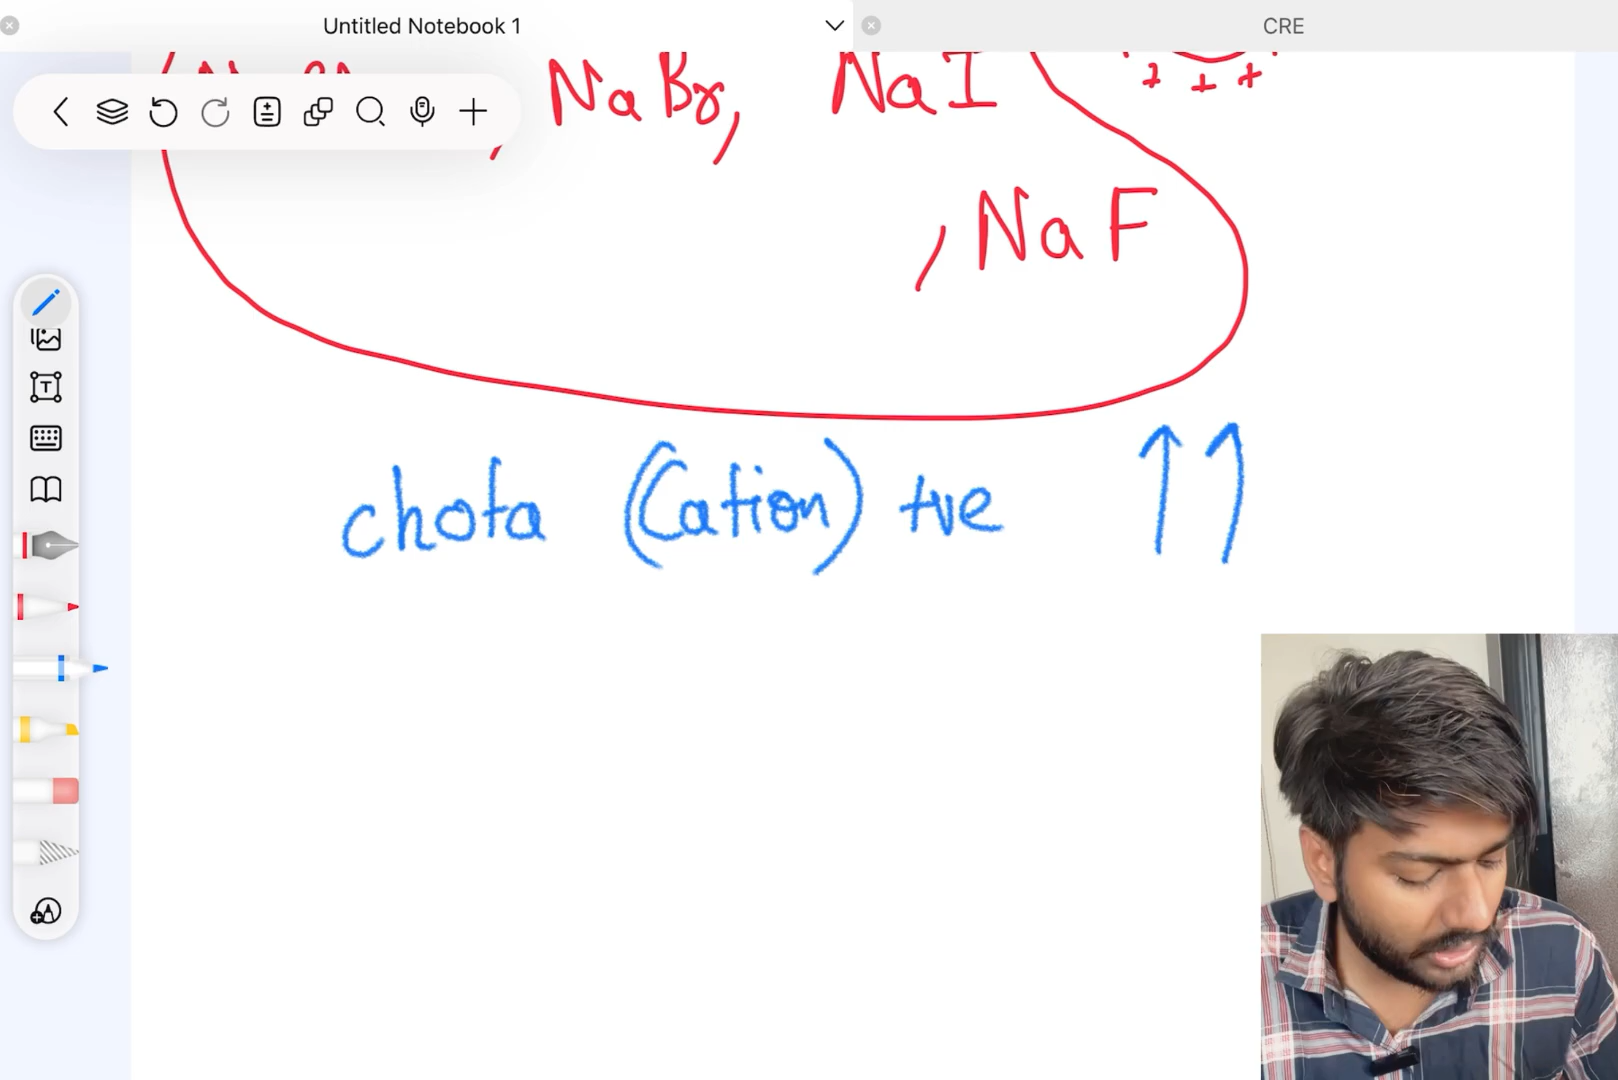 Untitled Notebook 1
CRE
NaBr, NaI
+ + +
, NaF
chota (Cation) +ve ↑↑